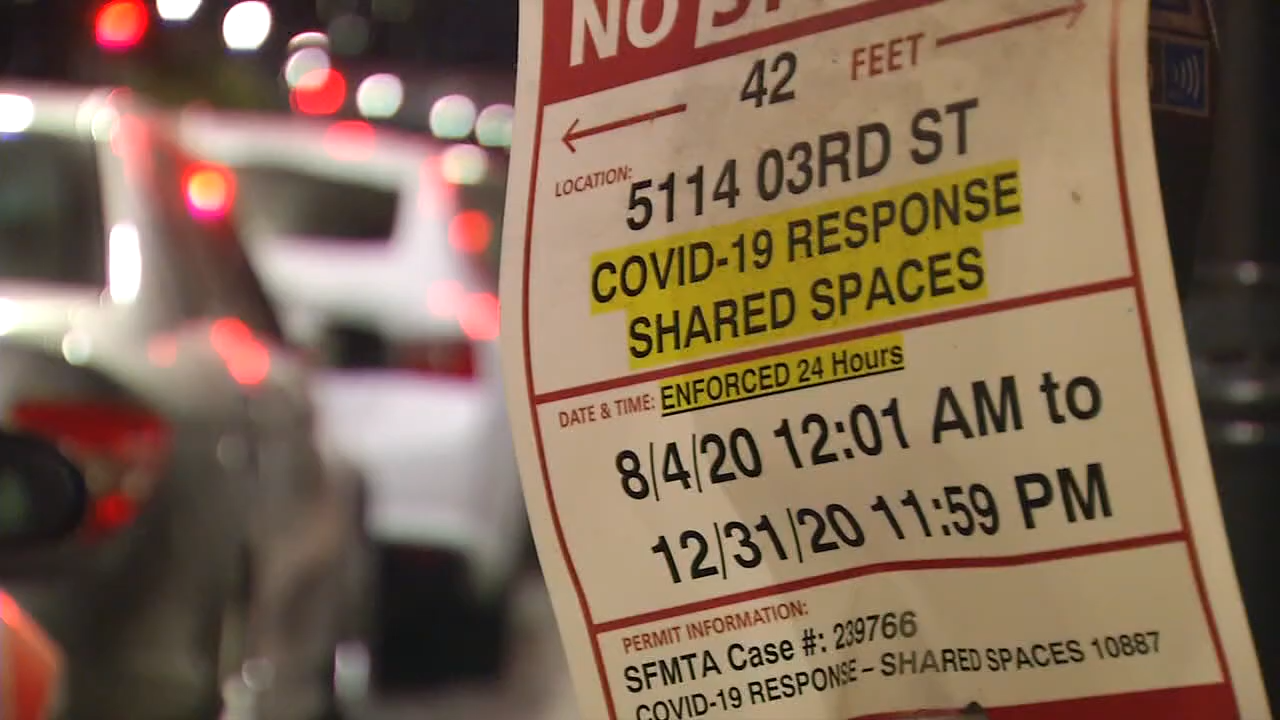 NO
42 FEET
LOCATION: 5114 03RD ST
COVID-19 RESPONSE
SHARED SPACES
DATE & TIME: ENFORCED 24 Hours
8/4/20 12:01 AM to
12/31/20 11:59 PM
PERMIT INFORMATION:
SFMTA Case #: 239766
COVID-19 RESPONSE – SHARED SPACES 10887